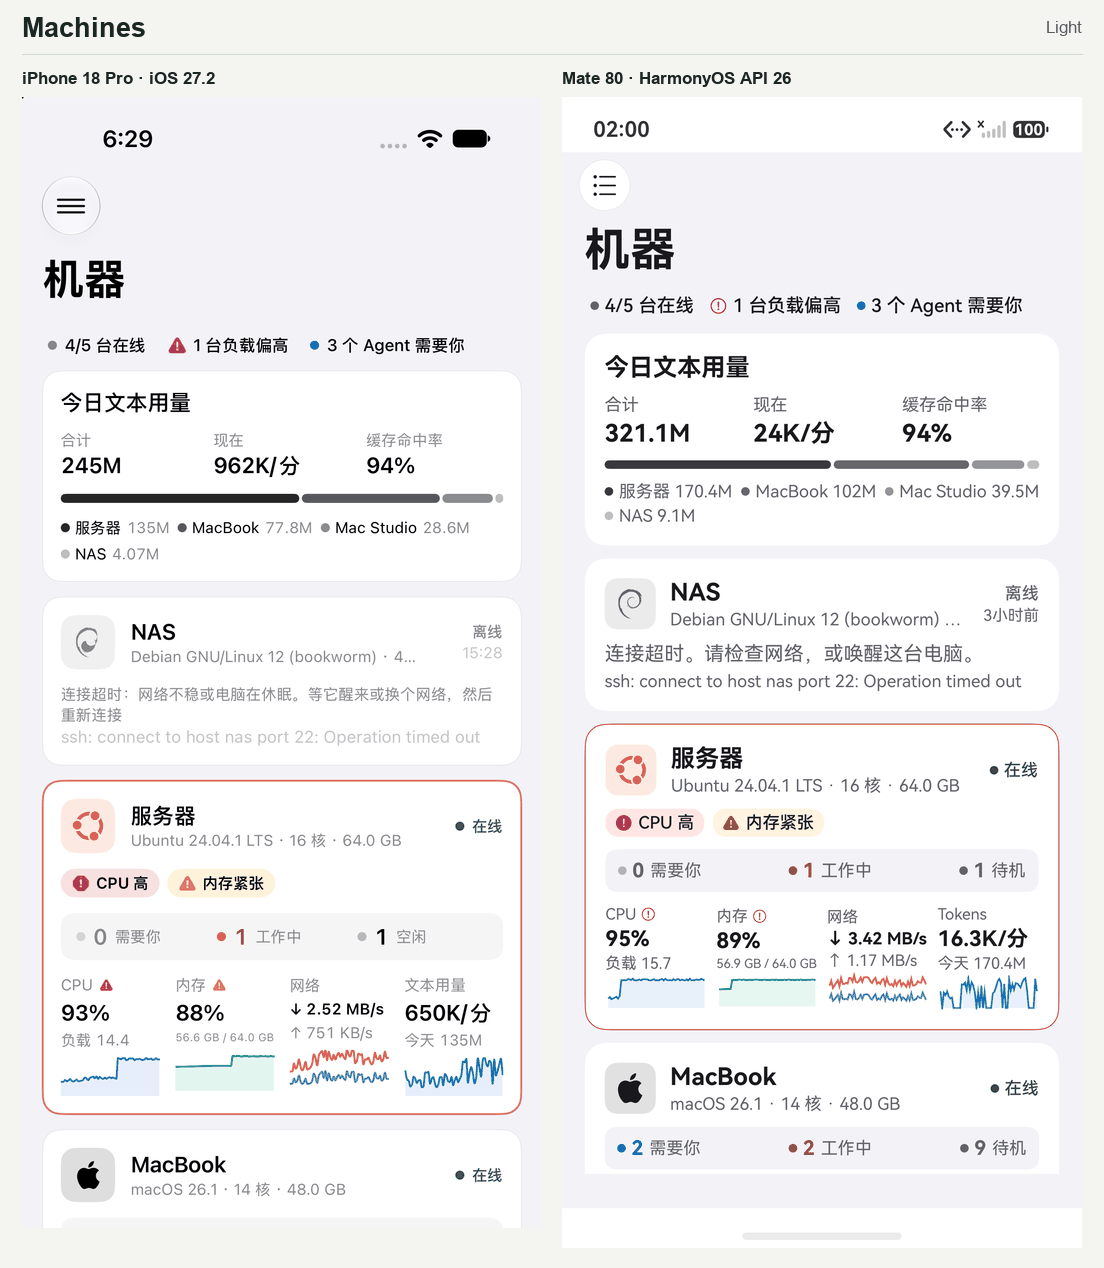 Machines
Light
iPhone 18 Pro · iOS 27.2
6:29
机器
4/5 台在线 1 台负载偏高 3 个 Agent 需要你
今日文本用量
合计 现在 缓存命中率
245M 962K/分 94%
服务器 135M MacBook 77.8M Mac Studio 28.6M
NAS 4.07M
NAS
离线
Debian GNU/Linux 12 (bookworm) · 4...
15:28
连接超时：网络不稳或电脑在休眠。等它醒来或换个网络，然后
重新连接
ssh: connect to host nas port 22: Operation timed out
服务器
Ubuntu 24.04.1 LTS · 16 核 · 64.0 GB
在线
CPU 高 内存紧张
0 需要你 1 工作中 1 空闲
CPU 内存 网络 文本用量
93% 88% ↓ 2.52 MB/s 650K/分
负载 14.4 56.6 GB / 64.0 GB ↑ 751 KB/s 今天 135M
MacBook
macOS 26.1 · 14 核 · 48.0 GB
在线
Mate 80 · HarmonyOS API 26
02:00
100
机器
4/5 台在线 1 台负载偏高 3 个 Agent 需要你
今日文本用量
合计 现在 缓存命中率
321.1M 24K/分 94%
服务器 170.4M MacBook 102M Mac Studio 39.5M
NAS 9.1M
NAS
离线
Debian GNU/Linux 12 (bookworm) ...
3小时前
连接超时。请检查网络，或唤醒这台电脑。
ssh: connect to host nas port 22: Operation timed out
服务器
Ubuntu 24.04.1 LTS · 16 核 · 64.0 GB
在线
CPU 高 内存紧张
0 需要你 1 工作中 1 待机
CPU 内存 网络 Tokens
95% 89% ↓ 3.42 MB/s 16.3K/分
负载 15.7 56.9 GB / 64.0 GB ↑ 1.17 MB/s 今天 170.4M
MacBook
macOS 26.1 · 14 核 · 48.0 GB
在线
2 需要你 2 工作中 9 待机